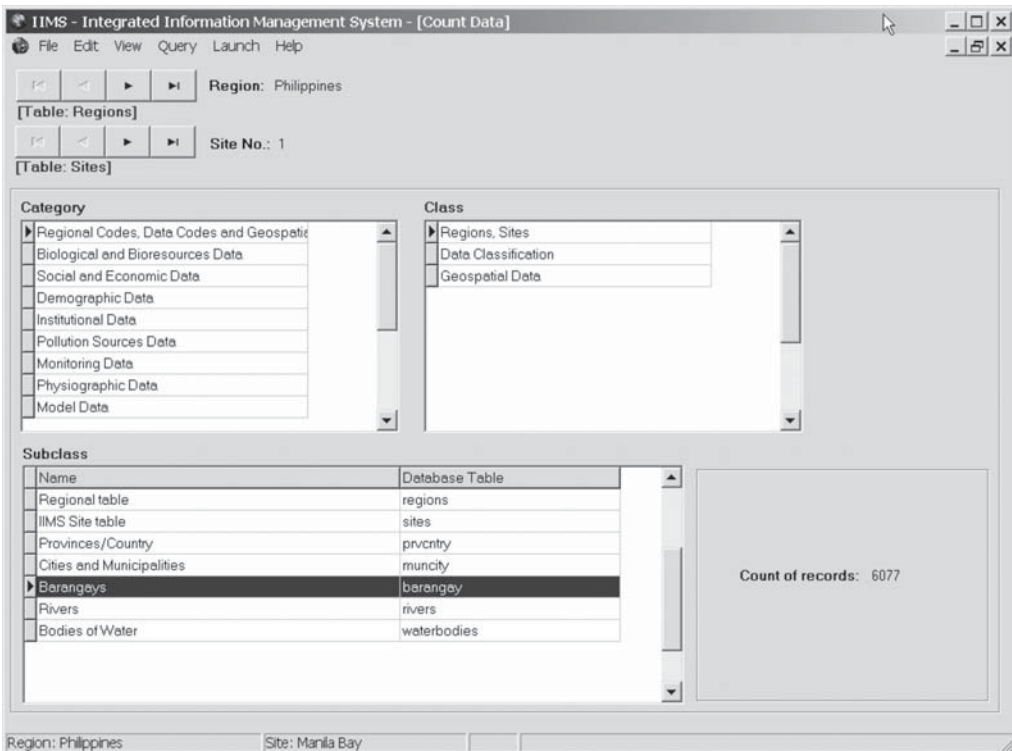 IIMS - Integrated Information Management System - [Count Data]
File Edit View Query Launch Help
Region: Philippines
[Table: Regions]
Site No.: 1
[Table: Sites]
Category
Regional Codes, Data Codes and Geospatia
Biological and Bioresources Data
Social and Economic Data
Demographic Data
Institutional Data
Pollution Sources Data
Monitoring Data
Physiographic Data
Model Data
Class
Regions, Sites
Data Classification
Geospatial Data
Subclass
Name Database Table
Regional table regions
IIMS Site table sites
Provinces/Country prvcntry
Cities and Municipalities muncity
Barangays barangay
Rivers rivers
Bodies of Water waterbodies
Count of records: 6077
Region: Philippines Site: Manila Bay